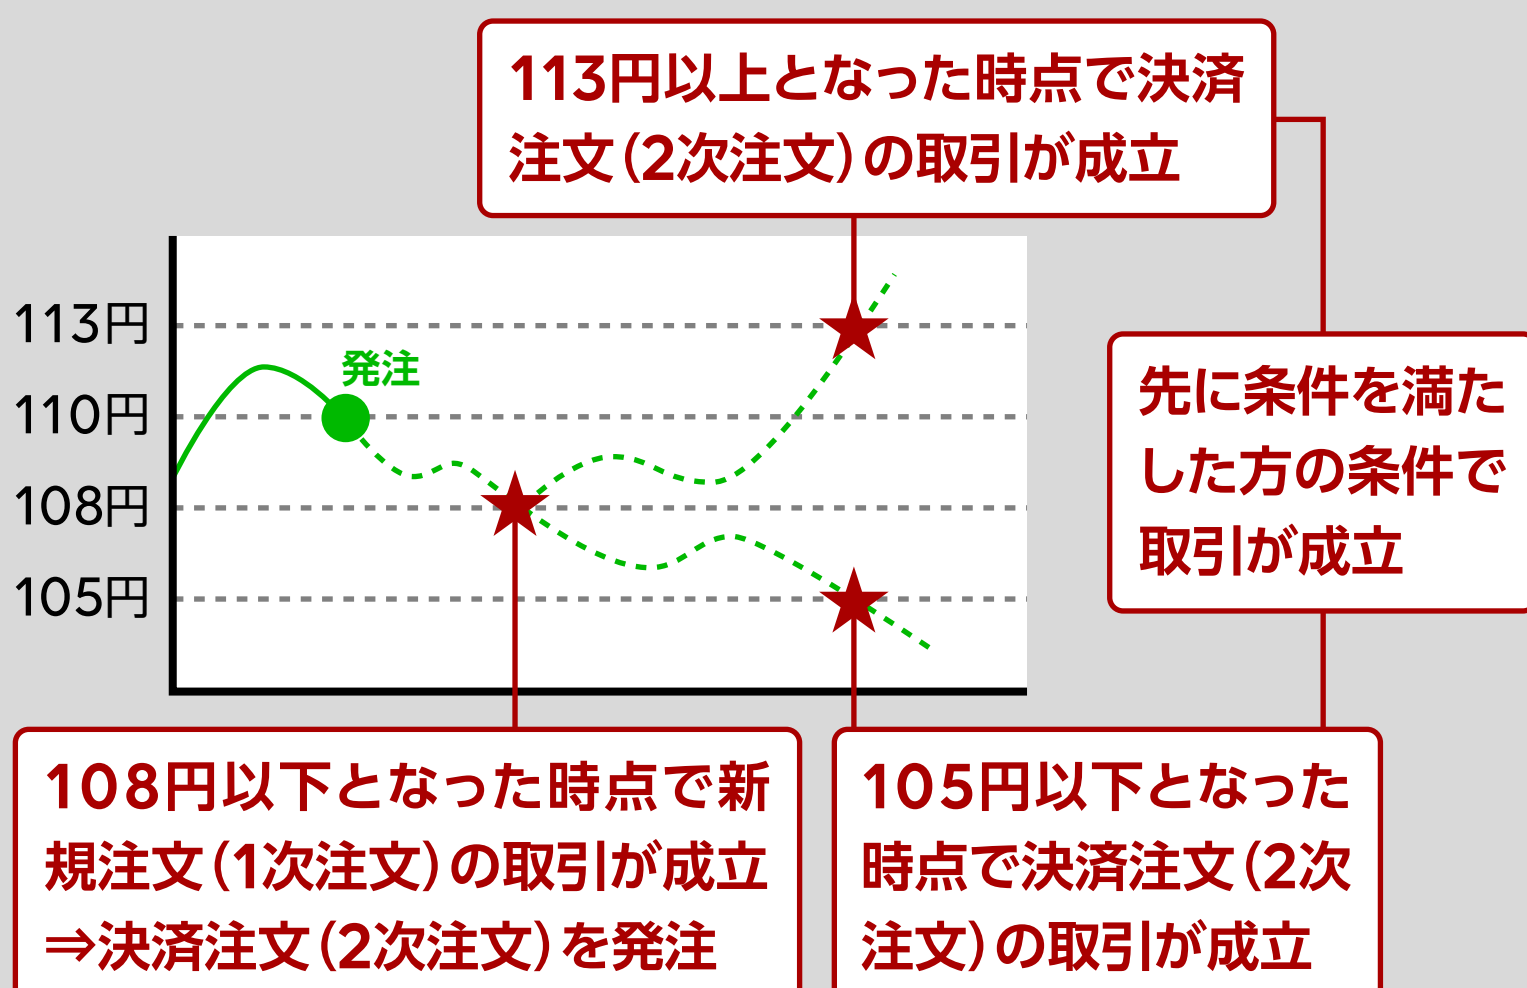 113円以上となった時点で決済
注文(2次注文)の取引が成立
113円
発注
110円
108円
105円
先に条件を満た
した方の条件で
取引が成立
108円以下となった時点で新
規注文(1次注文)の取引が成立
⇒決済注文(2次注文)を発注
105円以下となった
時点で決済注文(2次
注文)の取引が成立